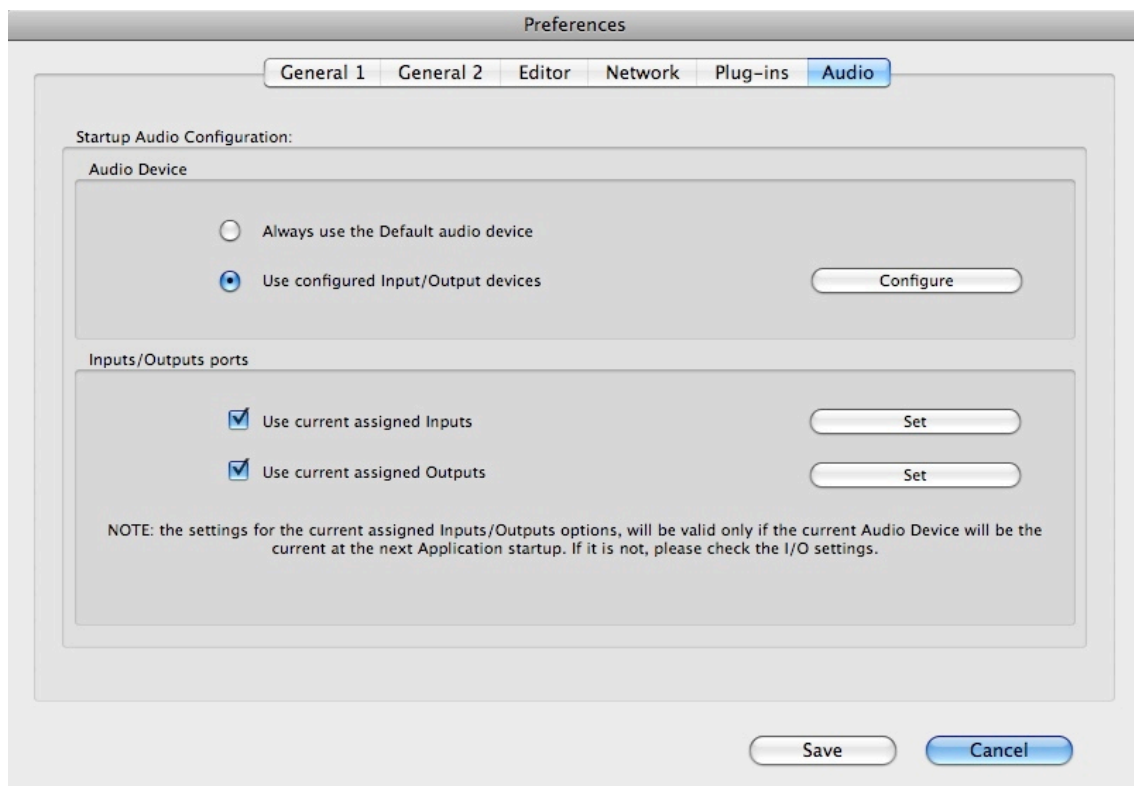 Preferences
General 1 General 2 Editor Network Plug-ins Audio
Startup Audio Configuration:
Audio Device
Always use the Default audio device
Use configured Input/Output devices
Configure
Inputs/Outputs ports
Use current assigned Inputs
Set
Use current assigned Outputs
Set
NOTE: the settings for the current assigned Inputs/Outputs options, will be valid only if the current Audio Device will be the
current at the next Application startup. If it is not, please check the I/O settings.
Save Cancel